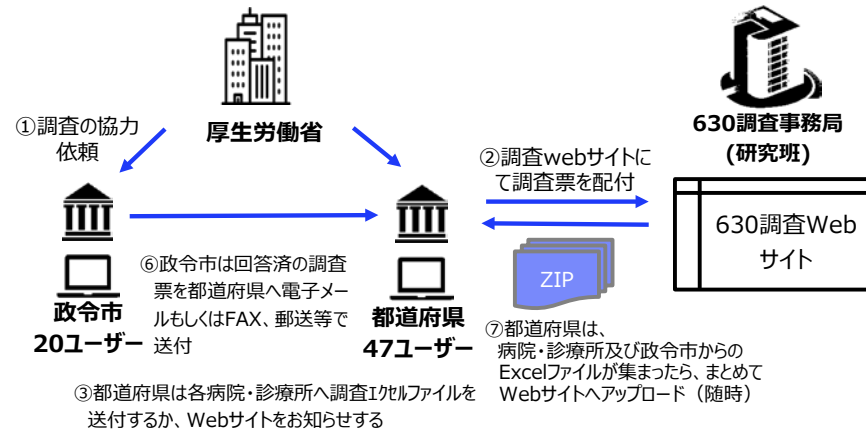 厚生労働省
630調査事務局
(研究班)
①調査の協力
依頼
②調査webサイトに
て調査票を配付
630調査Web
サイト
ZIP
政令市
20ユーザー
⑥政令市は回答済の調査
票を都道府県へ電子メー
ルもしくはFAX、郵送等で
送付
都道府県
47ユーザー
⑦都道府県は、
病院・診療所及び政令市からの
Excelファイルが集まったら、まとめて
Webサイトへアップロード（随時）
③都道府県は各病院・診療所へ調査ｴｸｾﾙファイルを
送付するか、Webサイトをお知らせする